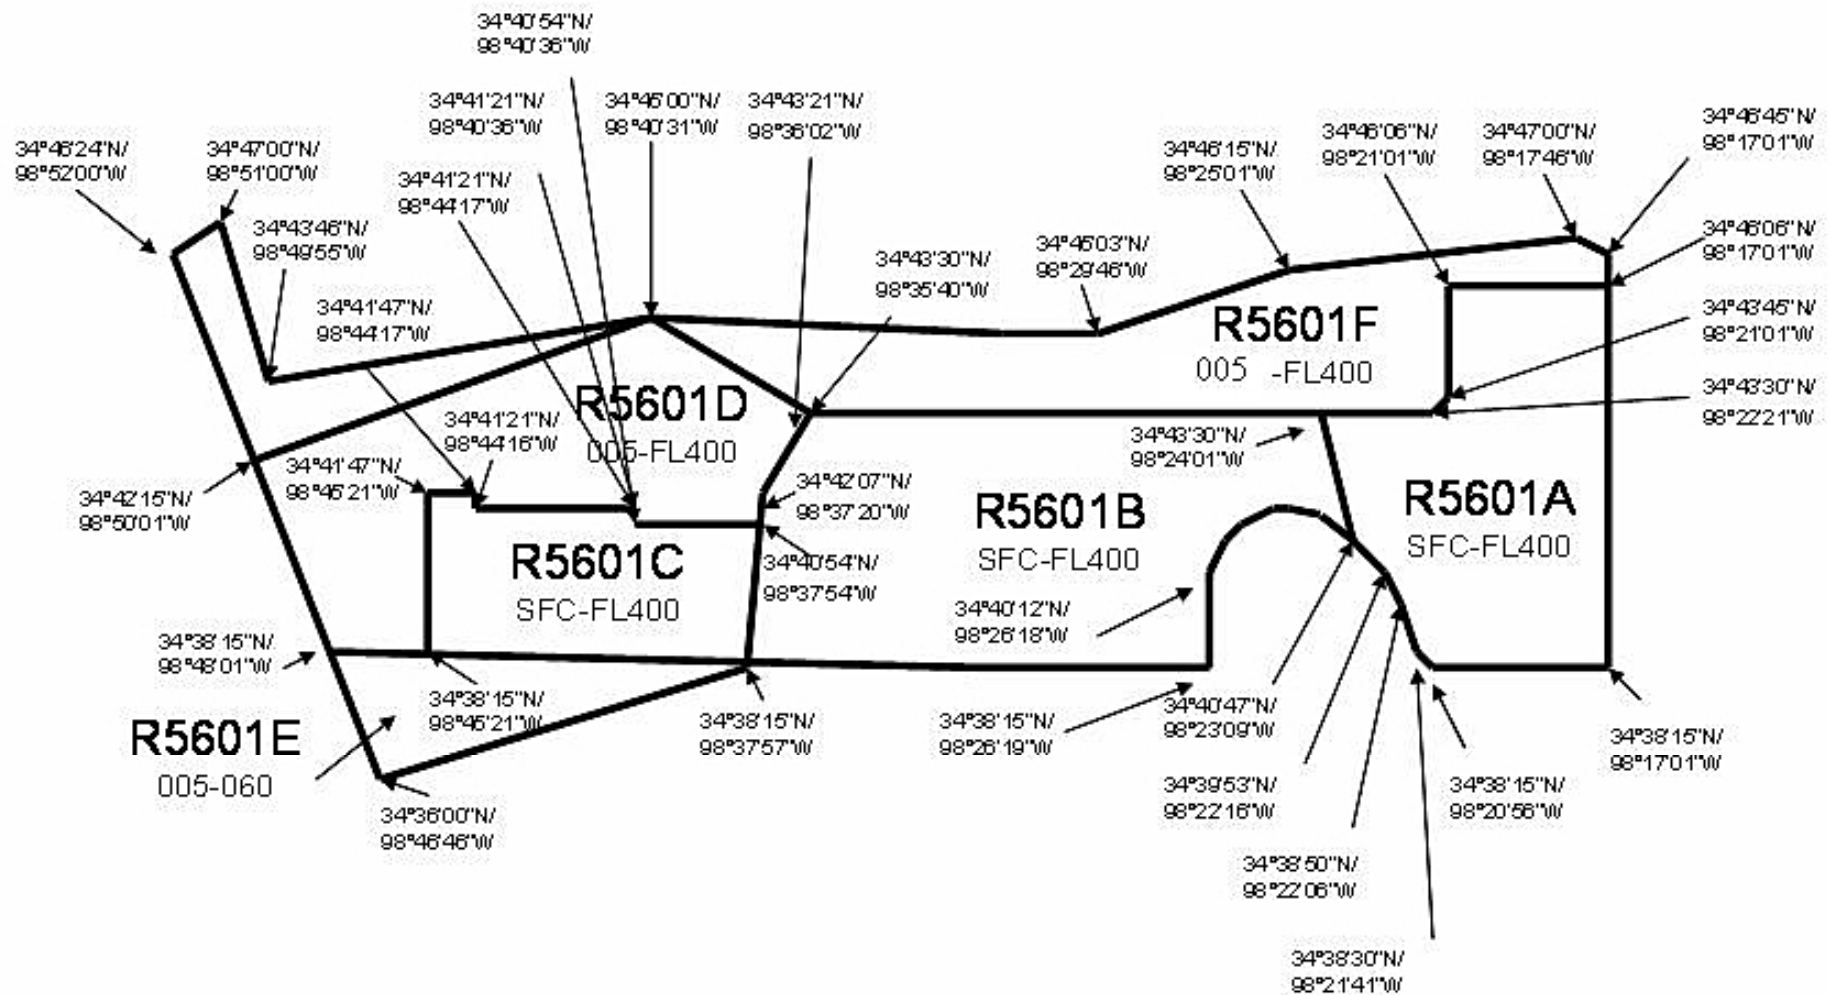 34°40'54"N/
98°40'36"W
34°41'21"N/
98°40'36"W
34°45'00"N/
98°40'31"W
34°43'21"N/
98°36'02"W
34°46'24"N/
98°52'00"W
34°47'00"N/
98°51'00"W
34°41'21"N/
98°44'17"W
34°43'46"N/
98°49'55"W
34°41'47"N/
98°44'17"W
34°43'30"N/
98°35'40"W
34°45'03"N/
98°29'46"W
34°46'15"N/
98°25'01"W
34°46'06"N/
98°21'01"W
34°47'00"N/
98°17'46"W
34°46'45"N/
98°17'01"W
34°46'06"N/
98°17'01"W
34°43'45"N/
98°21'01"W
34°43'30"N/
98°22'21"W
R5601F
005 -FL400
R5601D
005-FL400
34°41'21"N/
98°44'16"W
34°41'47"N/
98°45'21"W
34°42'15"N/
98°50'01"W
34°42'07"N/
98°37'20"W
34°40'54"N/
98°37'54"W
34°43'30"N/
98°24'01"W
R5601B
SFC-FL400
R5601A
SFC-FL400
R5601C
SFC-FL400
34°40'12"N/
98°26'18"W
34°38'15"N/
98°48'01"W
34°38'15"N/
98°45'21"W
34°38'15"N/
98°37'57"W
34°38'15"N/
98°26'19"W
34°40'47"N/
98°23'09"W
34°38'15"N/
98°17'01"W
R5601E
005-060
34°36'00"N/
98°46'46"W
34°39'53"N/
98°22'16"W
34°38'15"N/
98°20'56"W
34°38'50"N/
98°22'06"W
34°38'30"N/
98°21'41"W